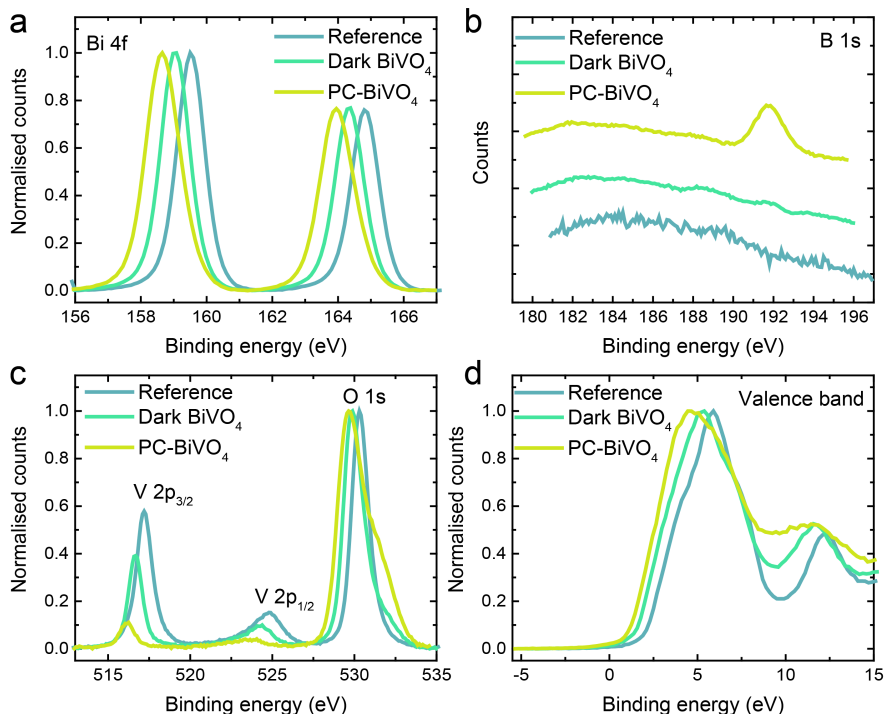 a
Bi 4f
Reference
Dark BiVO4
PC-BiVO4
Normalised counts
1.0
0.8
0.6
0.4
0.2
0.0
156 158 160 162 164 166
Binding energy (eV)
b
B 1s
Reference
Dark BiVO4
PC-BiVO4
Counts
180 182 184 186 188 190 192 194 196
Binding energy (eV)
c
O 1s
Reference
Dark BiVO4
PC-BiVO4
V 2p3/2
V 2p1/2
Normalised counts
1.0
0.8
0.6
0.4
0.2
0.0
515 520 525 530 535
Binding energy (eV)
d
Valence band
Reference
Dark BiVO4
PC-BiVO4
Normalised counts
1.0
0.8
0.6
0.4
0.2
0.0
-5 0 5 10 15
Binding energy (eV)